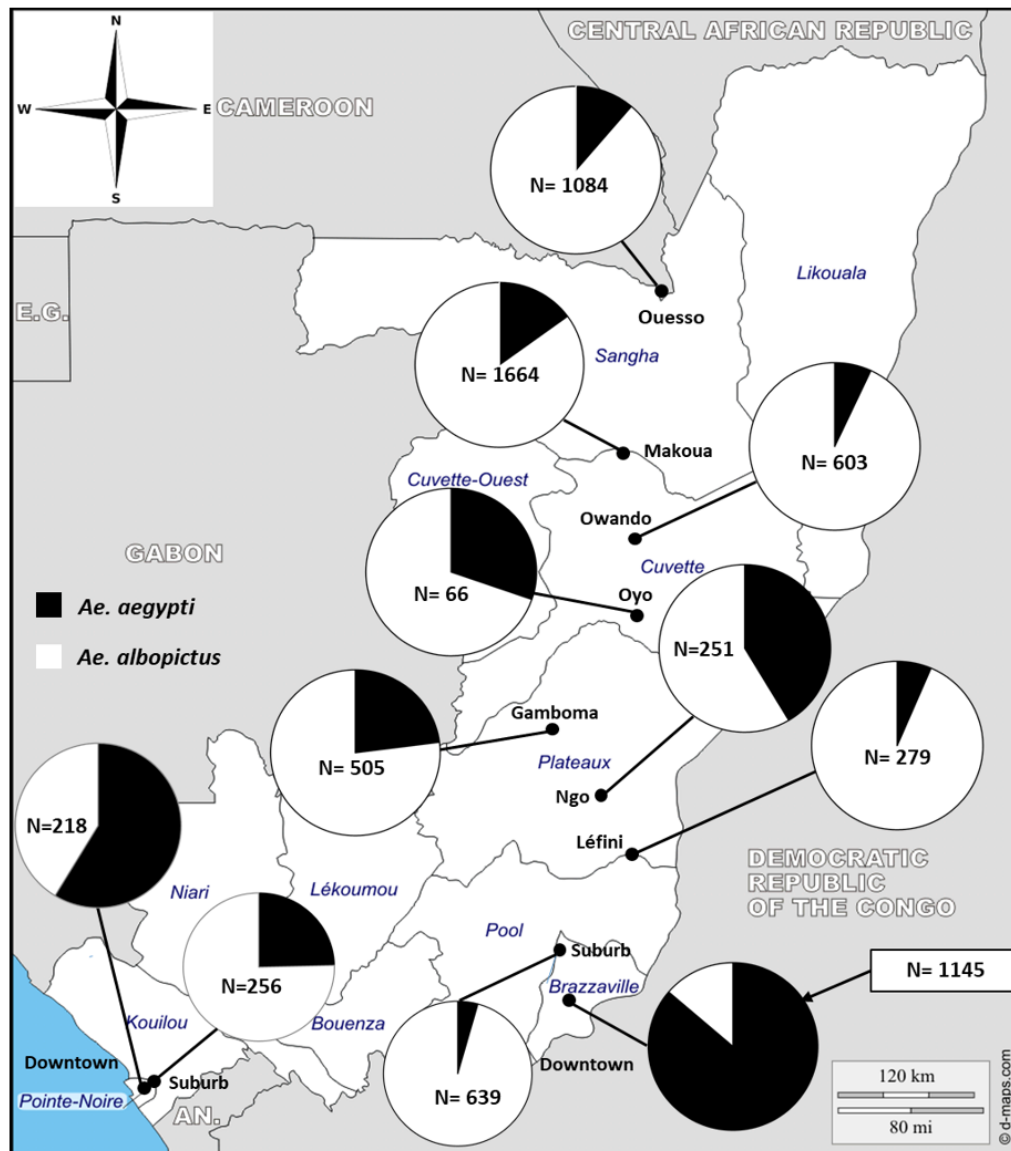 N
W
E
S
CENTRAL AFRICAN REPUBLIC
CAMEROON
N= 1084
Likouala
E.G.
Ouesso
Sangha
N= 1664
Makoua
N= 603
Cuvette-Ouest
Owando
GABON
Cuvette
Oyo
N= 66
Ae. aegypti
Ae. albopictus
N=251
Gamboma
Plateaux
N= 505
N= 279
Ngo
N=218
Léfini
DEMOCRATIC
REPUBLIC
OF THE CONGO
Niari
Lékoumou
Pool
Suburb
N= 1145
N=256
Brazzaville
Kouilou
Bouenza
Downtown
Downtown
Suburb
Pointe-Noire
N= 639
AN.
120 km
80 mi
© d-maps.com